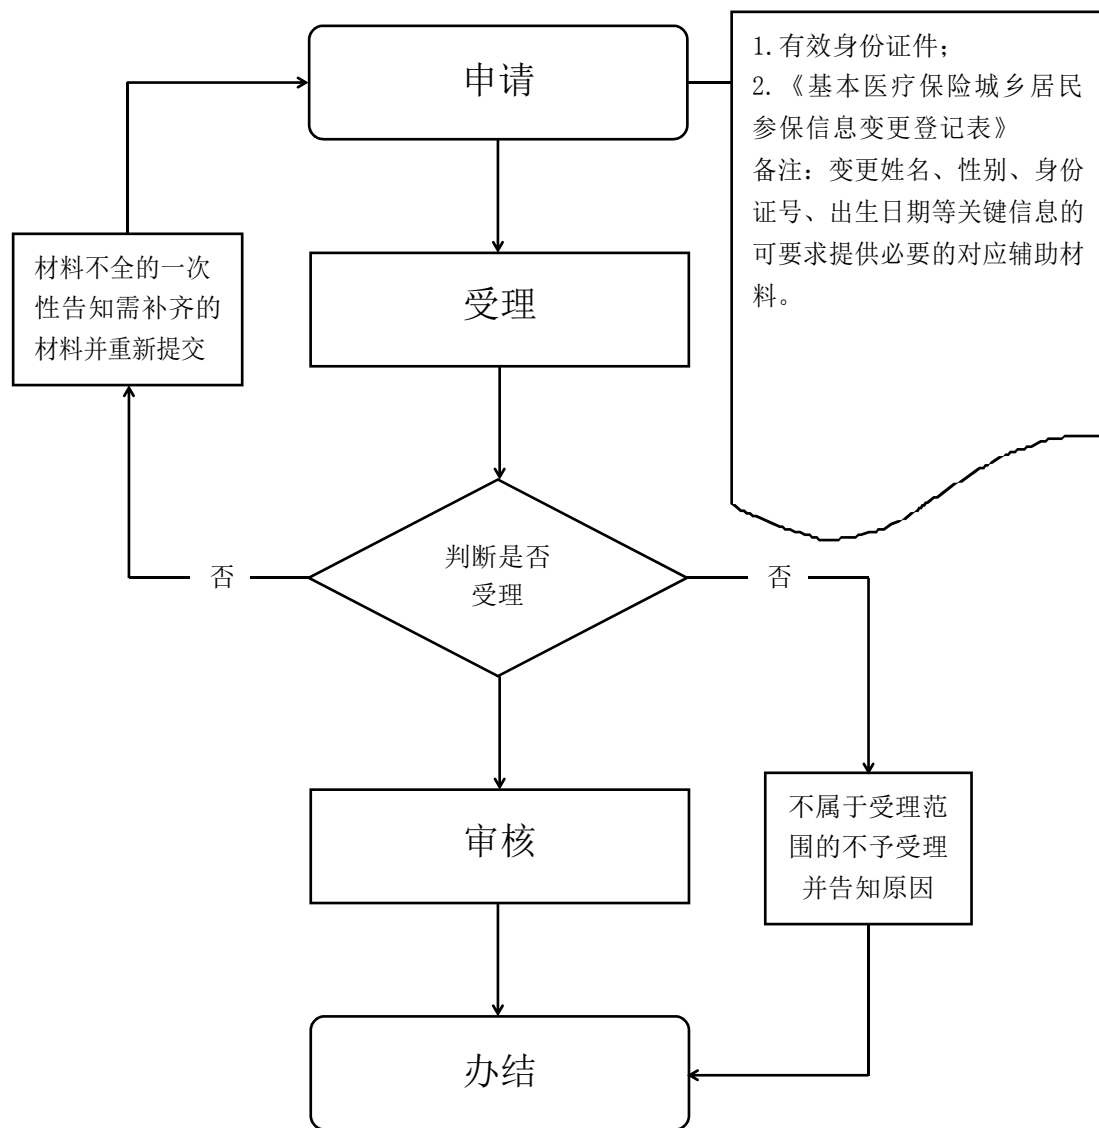 申请
1.有效身份证件；
2.《基本医疗保险城乡居民
参保信息变更登记表》
备注：变更姓名、性别、身份
证号、出生日期等关键信息的
可要求提供必要的对应辅助材
料。
材料不全的一次
性告知需补齐的
材料并重新提交
受理
判断是否
受理
否
否
审核
不属于受理范
围的不予受理
并告知原因
办结